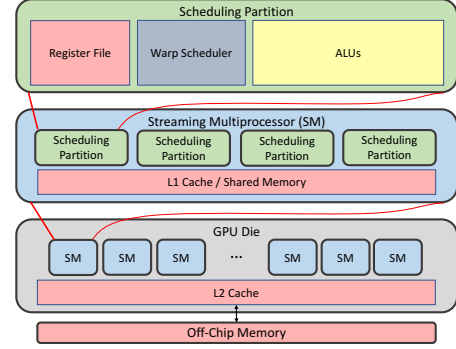 Scheduling Partition
Register File
Warp Scheduler
ALUs
Streaming Multiprocessor (SM)
Scheduling
Partition
Scheduling
Partition
Scheduling
Partition
Scheduling
Partition
L1 Cache / Shared Memory
GPU Die
SM
SM
SM
...
SM
SM
SM
L2 Cache
Off-Chip Memory